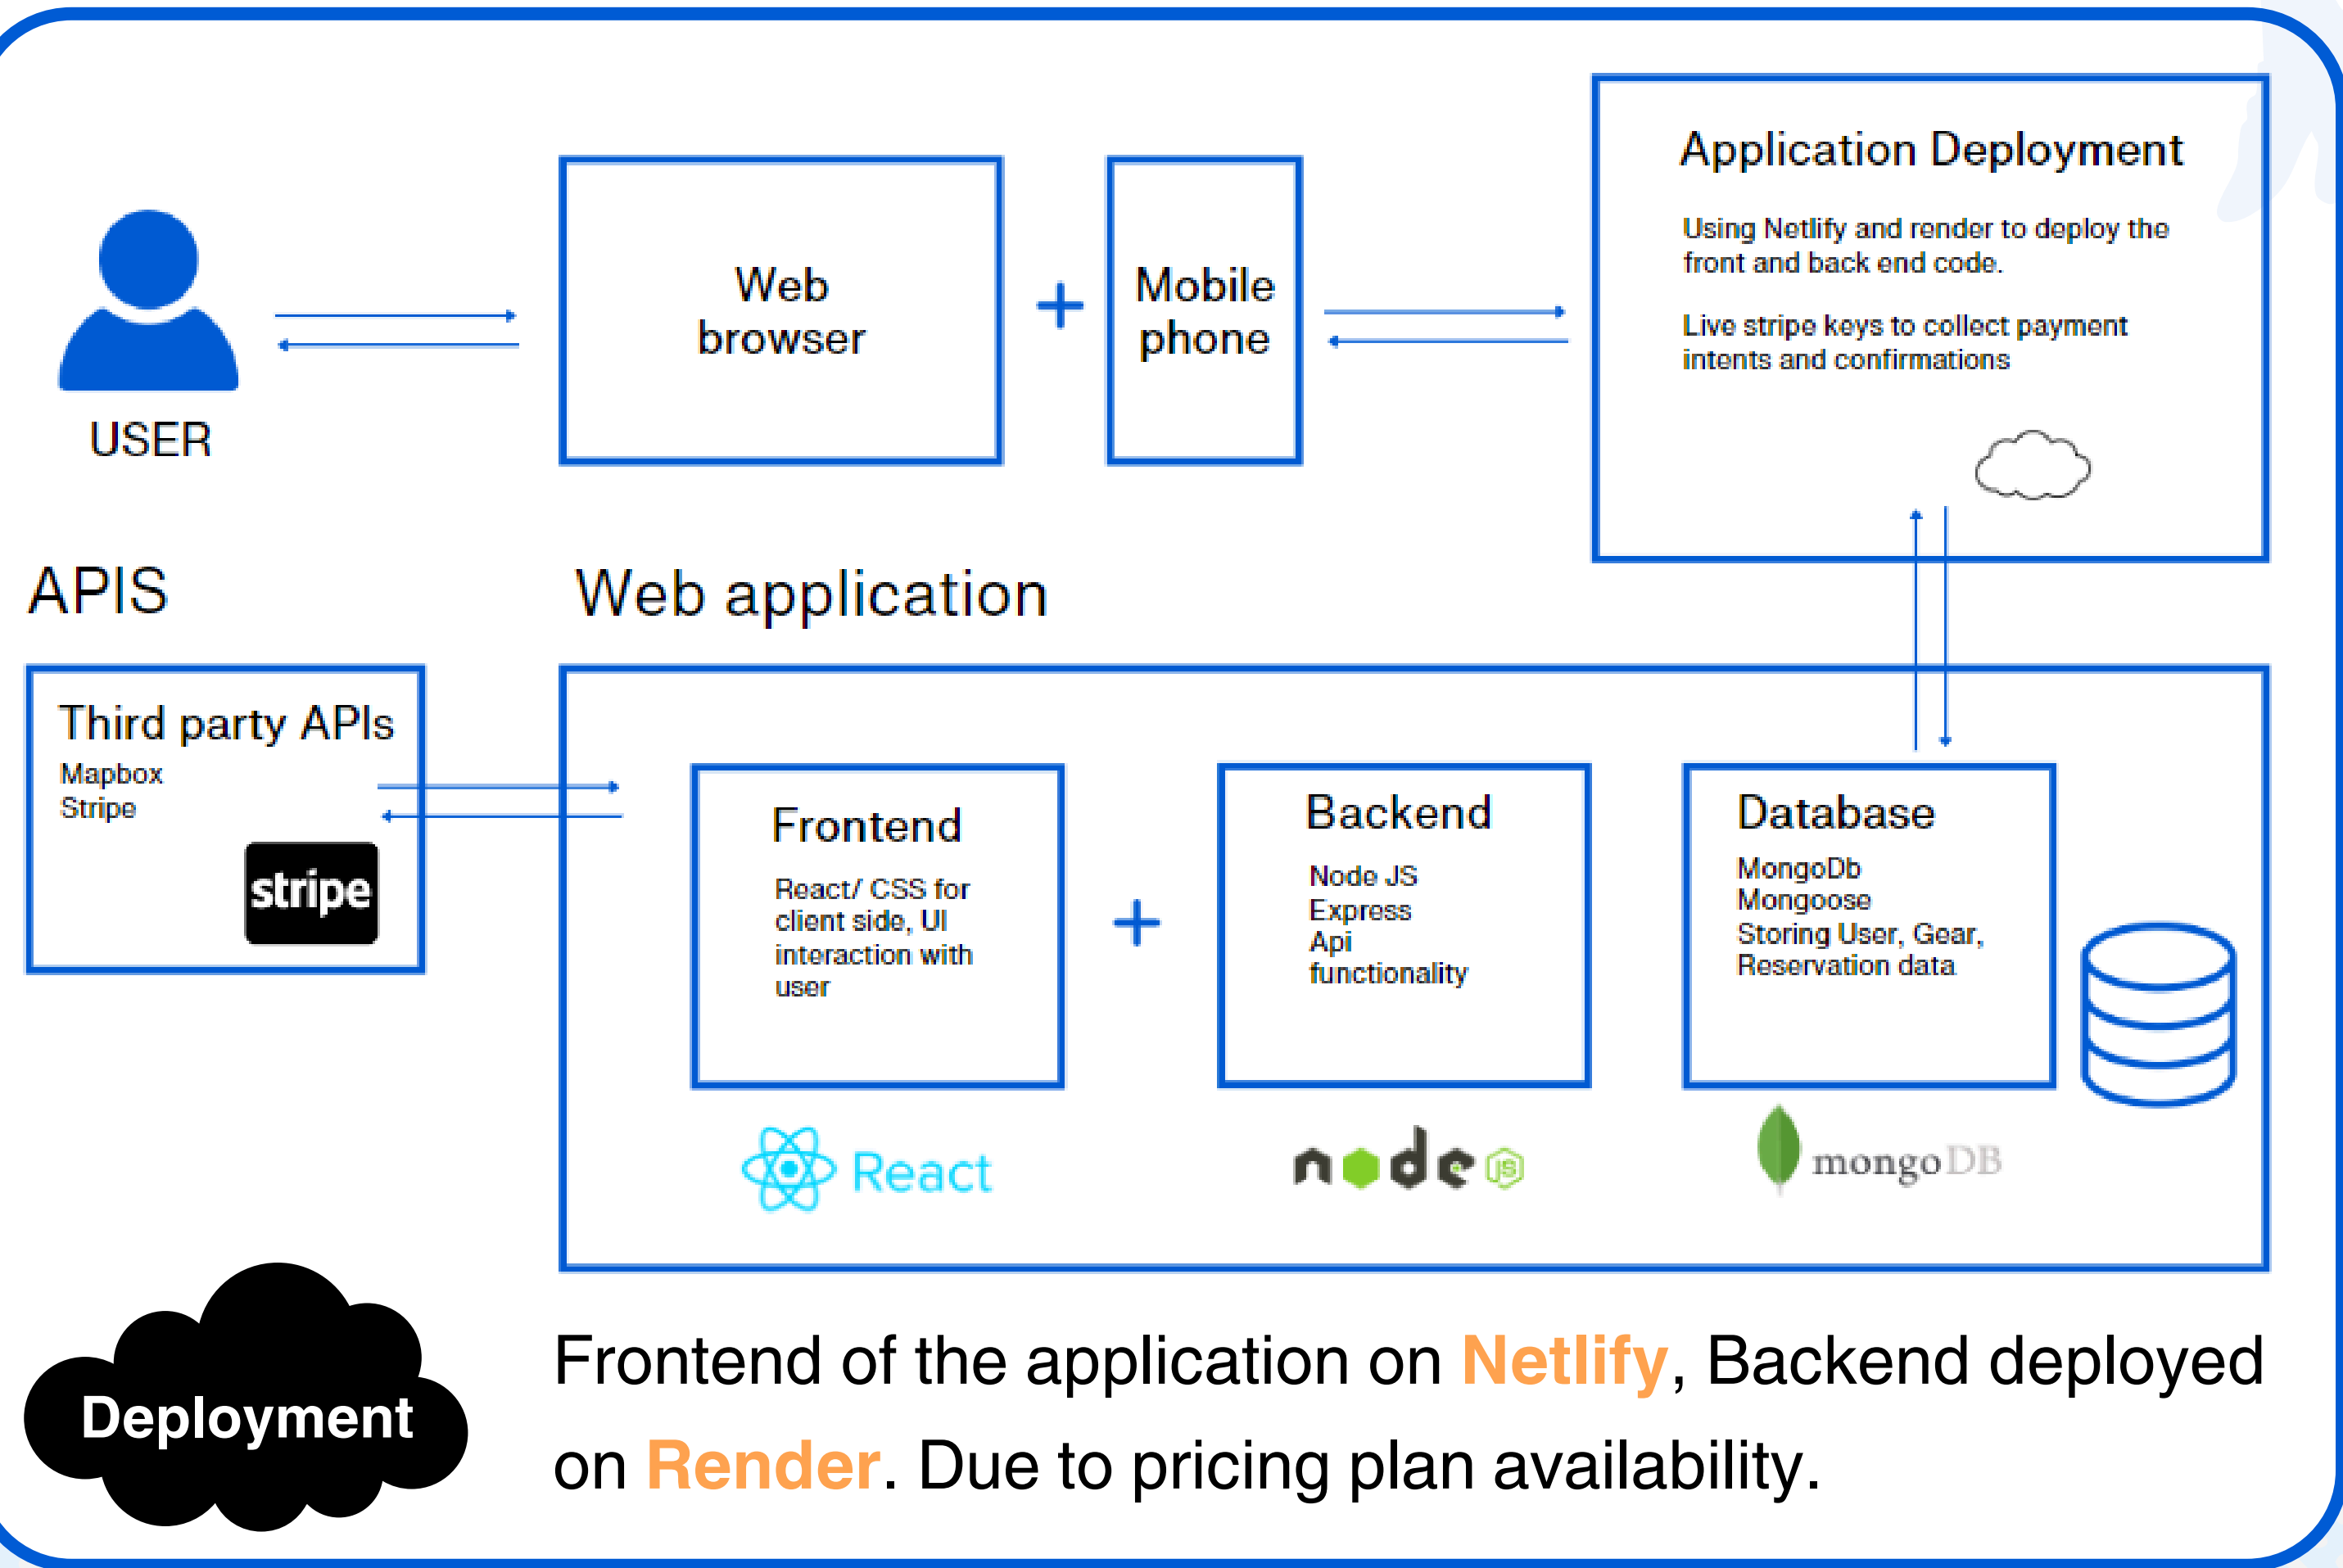 USER
Web
browser
+
Mobile
phone
Application Deployment
Using Netlify and render to deploy the
front and back end code.
Live stripe keys to collect payment
intents and confirmations
APIS
Third party APIs
Mapbox
Stripe
stripe
Web application
Frontend
React/ CSS for
client side, UI
interaction with
user
React
+
Backend
Node JS
Express
Api
functionality
node JS
Database
MongoDb
Mongoose
Storing User, Gear,
Reservation data
mongoDB
Deployment
Frontend of the application on Netlify, Backend deployed
on Render. Due to pricing plan availability.